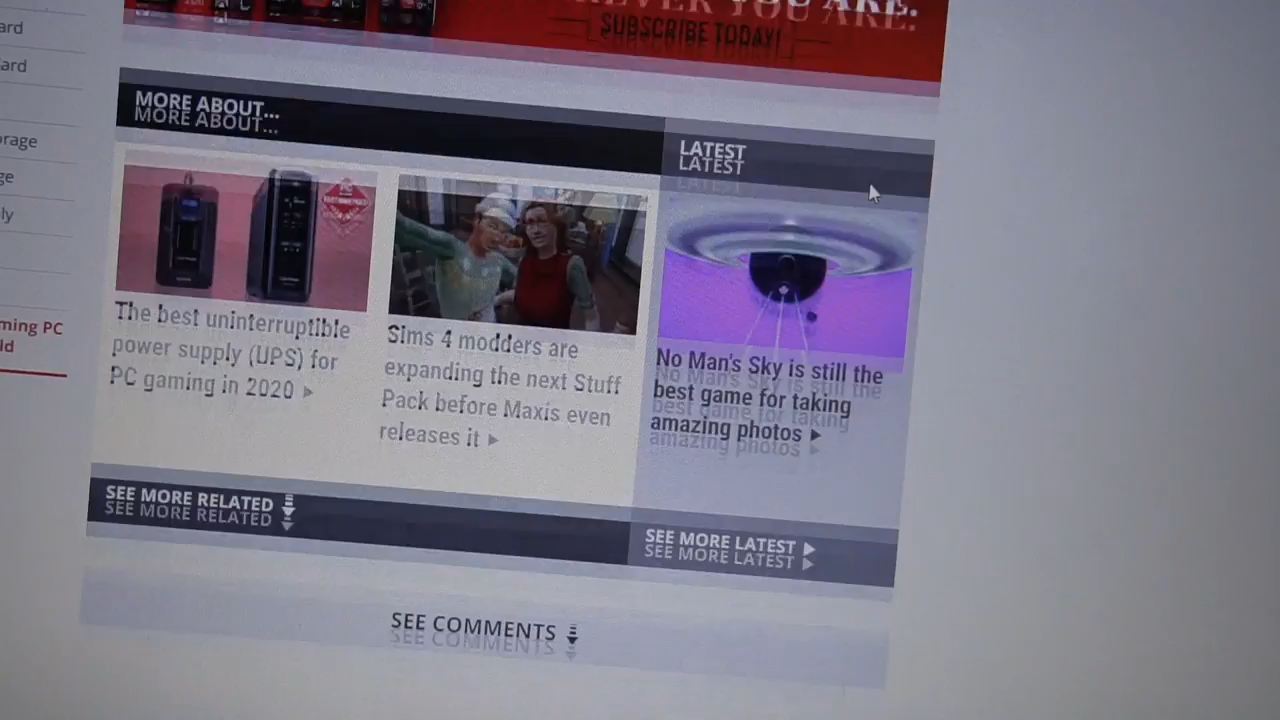 EVER YOU ARE.
SUBSCRIBE TODAY!
ard
ard
orage
ge
ly
ming PC
ld
MORE ABOUT...
LATEST
The best uninterruptible
power supply (UPS) for
PC gaming in 2020
Sims 4 modders are
expanding the next Stuff
Pack before Maxis even
releases it
No Man's Sky is still the
best game for taking
amazing photos
SEE MORE RELATED
SEE MORE LATEST
SEE COMMENTS